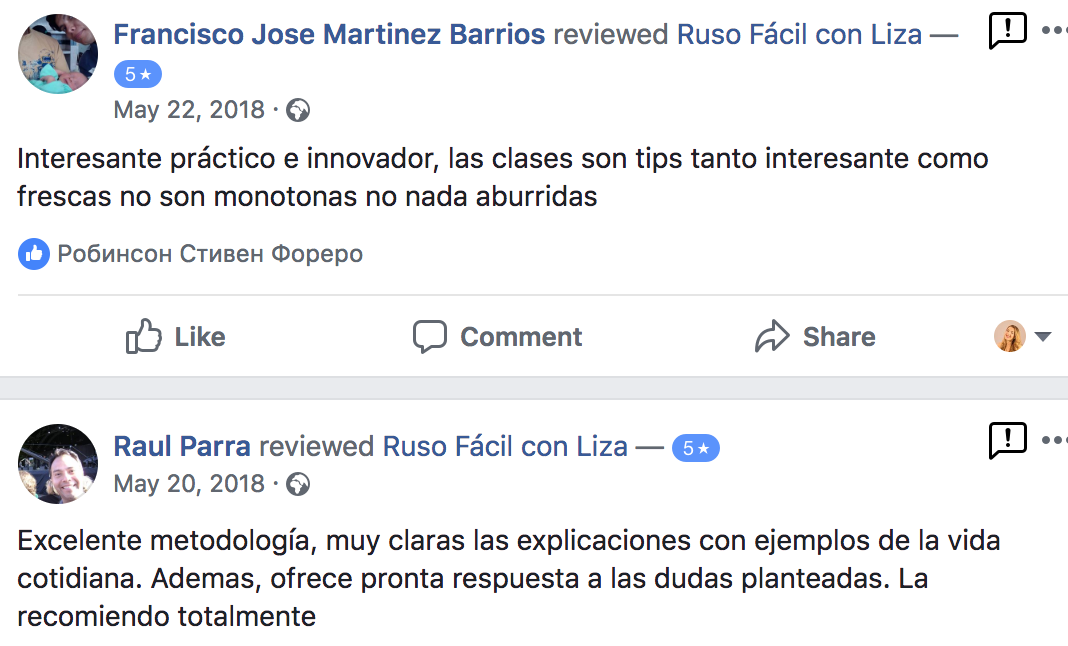 Francisco Jose Martinez Barrios reviewed Ruso Fácil con Liza —
5★
May 22, 2018 ·
Interesante práctico e innovador, las clases son tips tanto interesante como
frescas no son monotonas no nada aburridas
Робинсон Стивен Фореро
Like Comment Share
Raul Parra reviewed Ruso Fácil con Liza — 5★
May 20, 2018 ·
Excelente metodología, muy claras las explicaciones con ejemplos de la vida
cotidiana. Ademas, ofrece pronta respuesta a las dudas planteadas. La
recomiendo totalmente